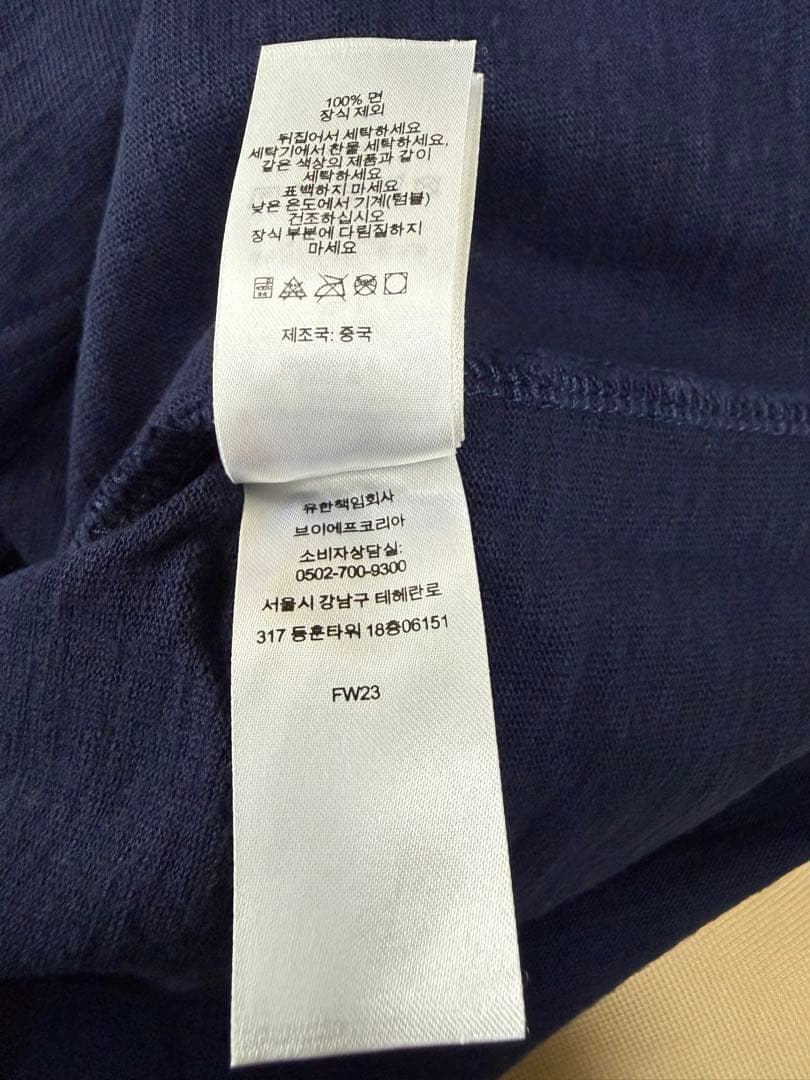 100% 면
장식 제외
뒤집어서 세탁하세요
세탁기에서 찬물 세탁하세요,
같은 색상의 제품과 같이
세탁하세요
표백하지 마세요
낮은 온도에서 기계(텀블)
건조하십시오
장식 부분에 다림질하지
마세요
제조국: 중국
유한책임회사
브이에프코리아
소비자상담실:
0502-700-9300
서울시 강남구 테헤란로
317 등훈타워 18층06151
FW23